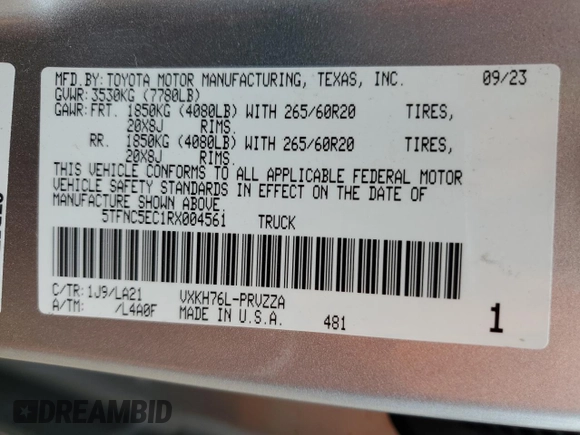 MFD.BY:TOYOTA MOTOR MANUFACTURING, TEXAS, INC. 09/23
GVWR:3530KG (7780LB)
GAWR:FRT. 1850KG (4080LB) WITH 265/60R20 TIRES,
20X8J RIMS.
RR. 1850KG (4080LB) WITH 265/60R20 TIRES,
20X8J RIMS.
THIS VEHICLE CONFORMS TO ALL APPLICABLE FEDERAL MOTOR
VEHICLE SAFETY STANDARDS IN EFFECT ON THE DATE OF
MANUFACTURE SHOWN ABOVE.
5TFNC5EC1RX004561 TRUCK
C/TR:1J9/LA21 VXKH76L-PRVZZA
A/TM: /L4A0F MADE IN U.S.A. 481 1
DREAMBID